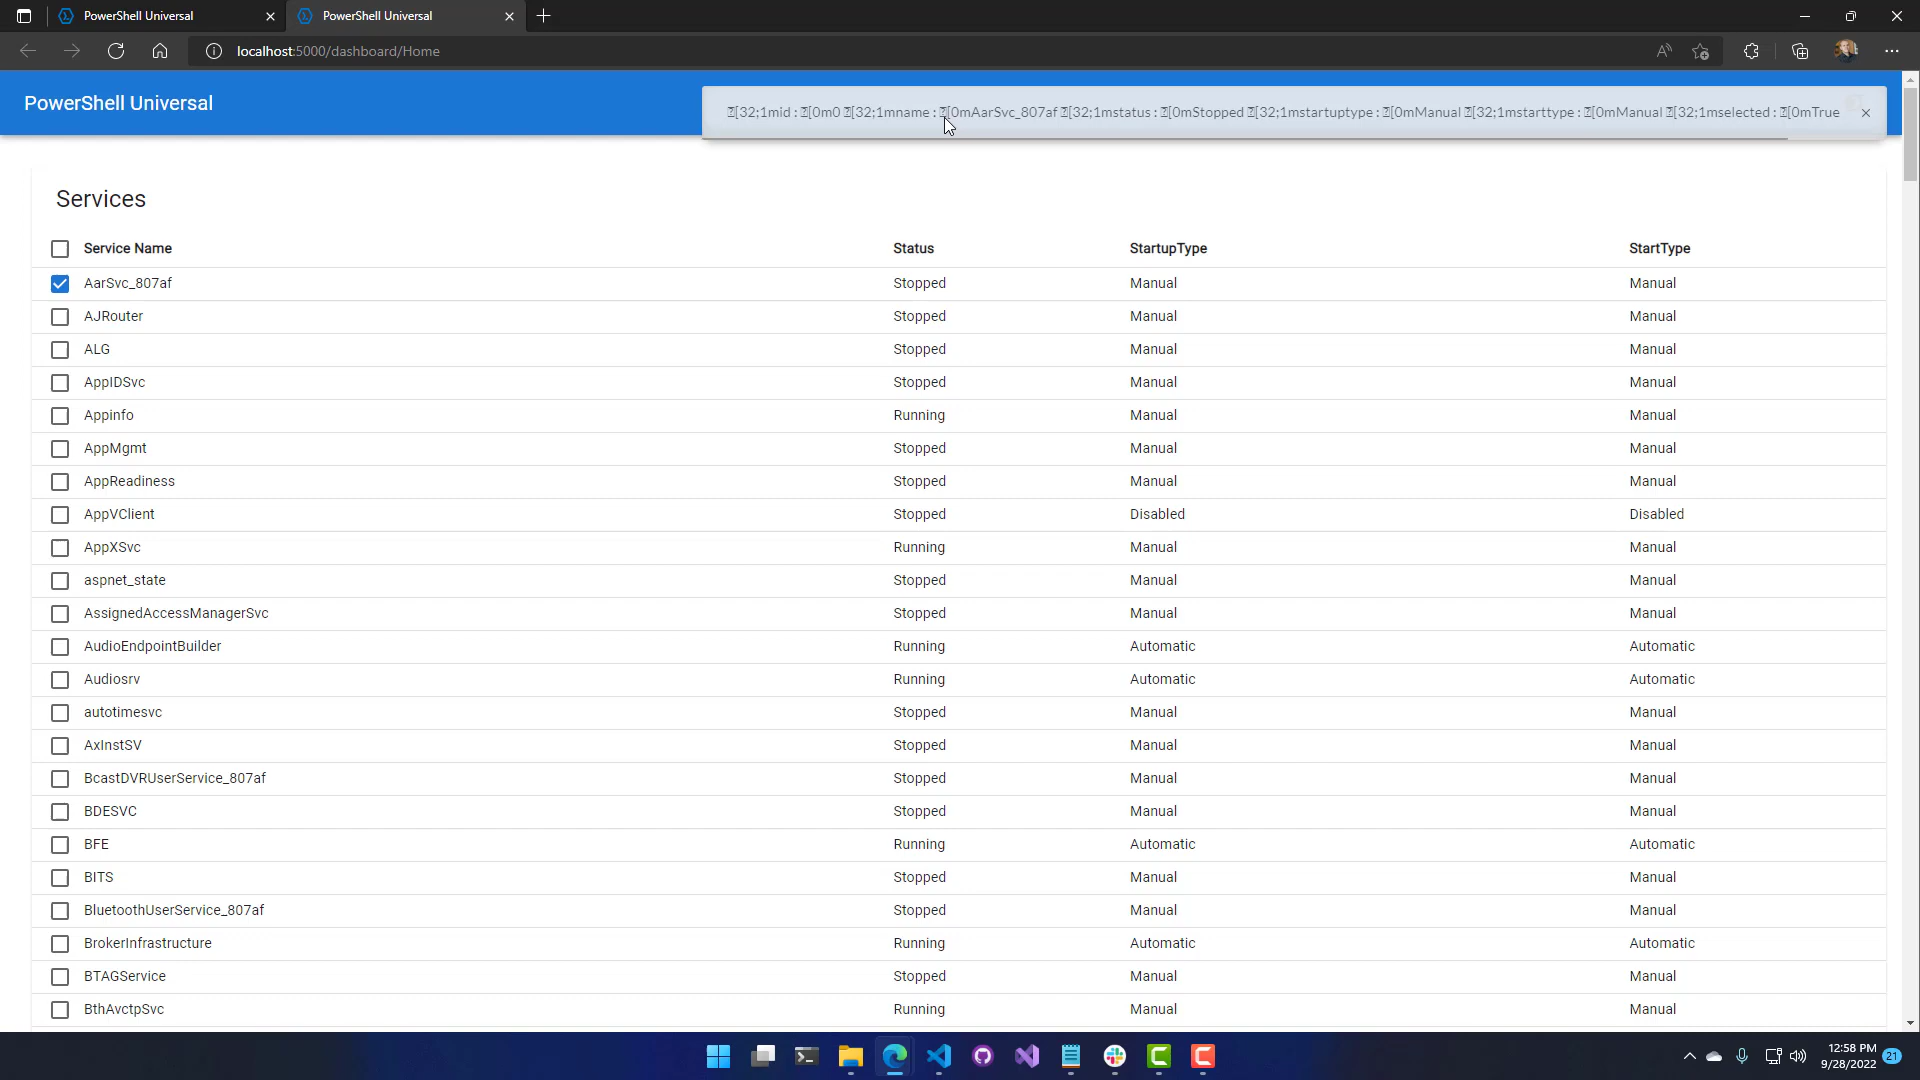 PowerShell Universal
PowerShell Universal
localhost:5000/dashboard/Home
PowerShell Universal
[32;1mid : [0m0 [32;1mname : [0mAarSvc_807af [32;1mstatus : [0mStopped [32;1mstartuptype : [0mManual [32;1mstarttype : [0mManual [32;1mselected : [0mTrue
Services
Service Name Status StartupType StartType
AarSvc_807af Stopped Manual Manual
AJRouter Stopped Manual Manual
ALG Stopped Manual Manual
AppIDSvc Stopped Manual Manual
Appinfo Running Manual Manual
AppMgmt Stopped Manual Manual
AppReadiness Stopped Manual Manual
AppVClient Stopped Disabled Disabled
AppXSvc Running Manual Manual
aspnet_state Stopped Manual Manual
AssignedAccessManagerSvc Stopped Manual Manual
AudioEndpointBuilder Running Automatic Automatic
Audiosrv Running Automatic Automatic
autotimesvc Stopped Manual Manual
AxInstSV Stopped Manual Manual
BcastDVRUserService_807af Stopped Manual Manual
BDESVC Stopped Manual Manual
BFE Running Automatic Automatic
BITS Stopped Manual Manual
BluetoothUserService_807af Stopped Manual Manual
BrokerInfrastructure Running Automatic Automatic
BTAGService Stopped Manual Manual
BthAvctpSvc Running Manual Manual
12:58 PM
9/28/2022
21